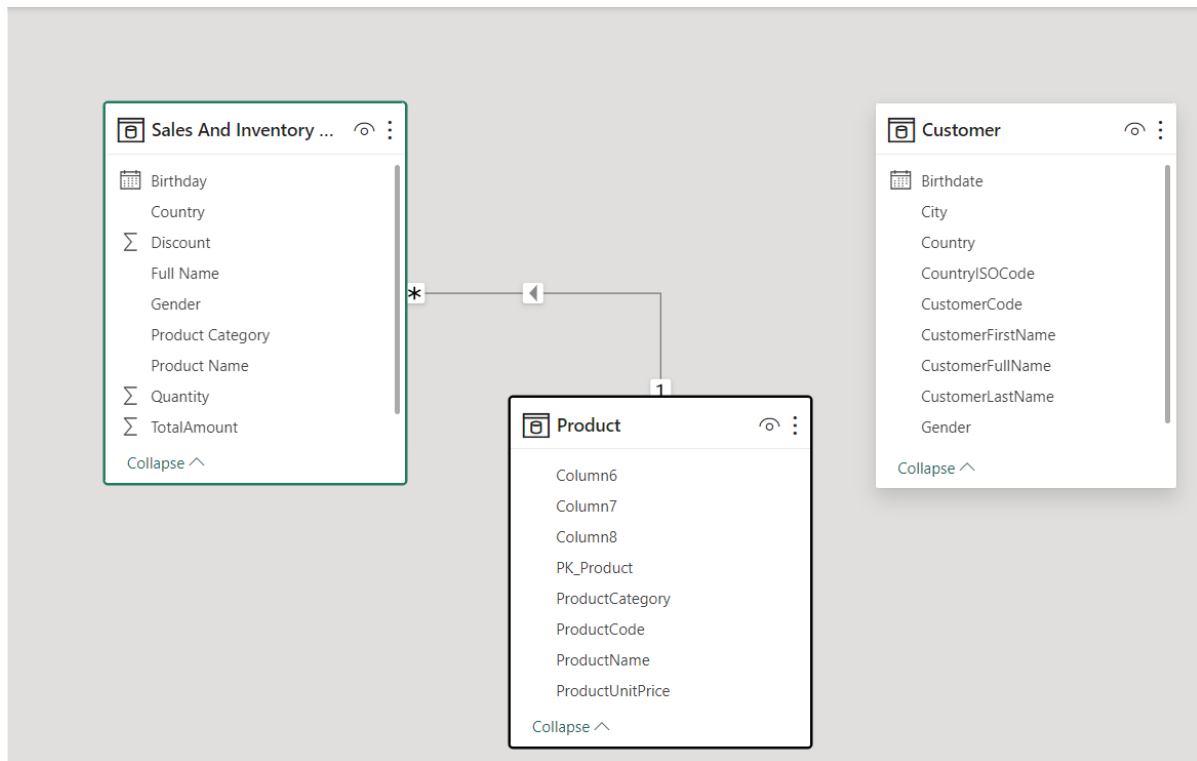 Sales And Inventory ...
Birthday
Country
∑ Discount
Full Name
Gender
Product Category
Product Name
∑ Quantity
∑ TotalAmount
Collapse
*
1
Product
Column6
Column7
Column8
PK_Product
ProductCategory
ProductCode
ProductName
ProductUnitPrice
Collapse
Customer
Birthdate
City
Country
CountryISOCode
CustomerCode
CustomerFirstName
CustomerFullName
CustomerLastName
Gender
Collapse